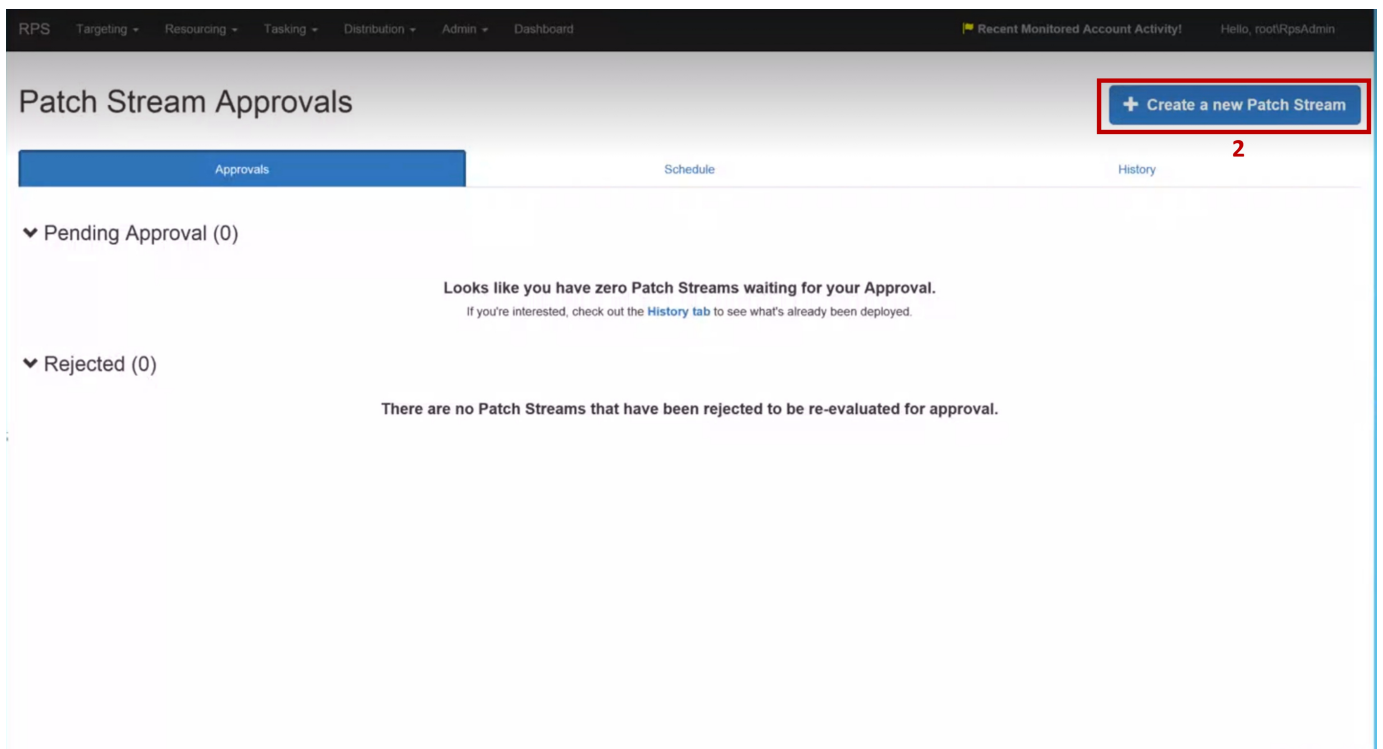 RPS Targeting Resourcing Tasking Distribution Admin Dashboard Recent Monitored Account Activity! Hello, root\RpsAdmin
Patch Stream Approvals
+ Create a new Patch Stream
2
Approvals Schedule History
Pending Approval (0)
Looks like you have zero Patch Streams waiting for your Approval.
If you're interested, check out the History tab to see what's already been deployed.
Rejected (0)
There are no Patch Streams that have been rejected to be re-evaluated for approval.